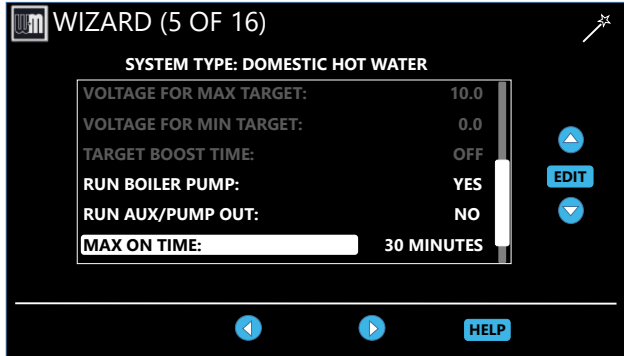 WM WIZARD (5 OF 16)
SYSTEM TYPE: DOMESTIC HOT WATER
VOLTAGE FOR MAX TARGET: 10.0
VOLTAGE FOR MIN TARGET: 0.0
TARGET BOOST TIME: OFF
RUN BOILER PUMP: YES
RUN AUX/PUMP OUT: NO
MAX ON TIME: 30 MINUTES
EDIT
HELP